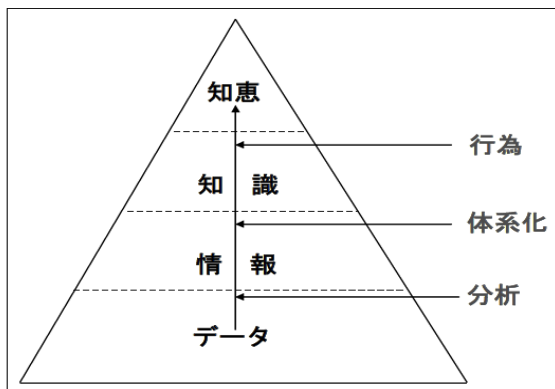 知恵
行為
知 識
体系化
情 報
分析
データ